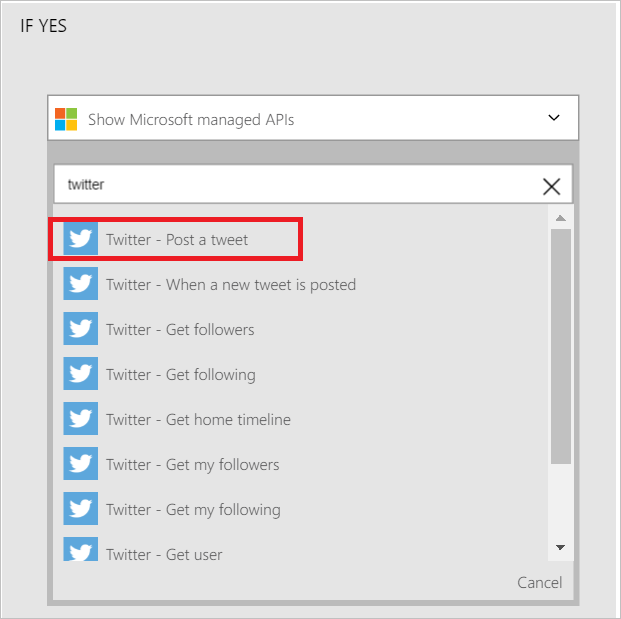 IF YES
Show Microsoft managed APIs
twitter
Twitter - Post a tweet
Twitter - When a new tweet is posted
Twitter - Get followers
Twitter - Get following
Twitter - Get home timeline
Twitter - Get my followers
Twitter - Get my following
Twitter - Get user
Cancel